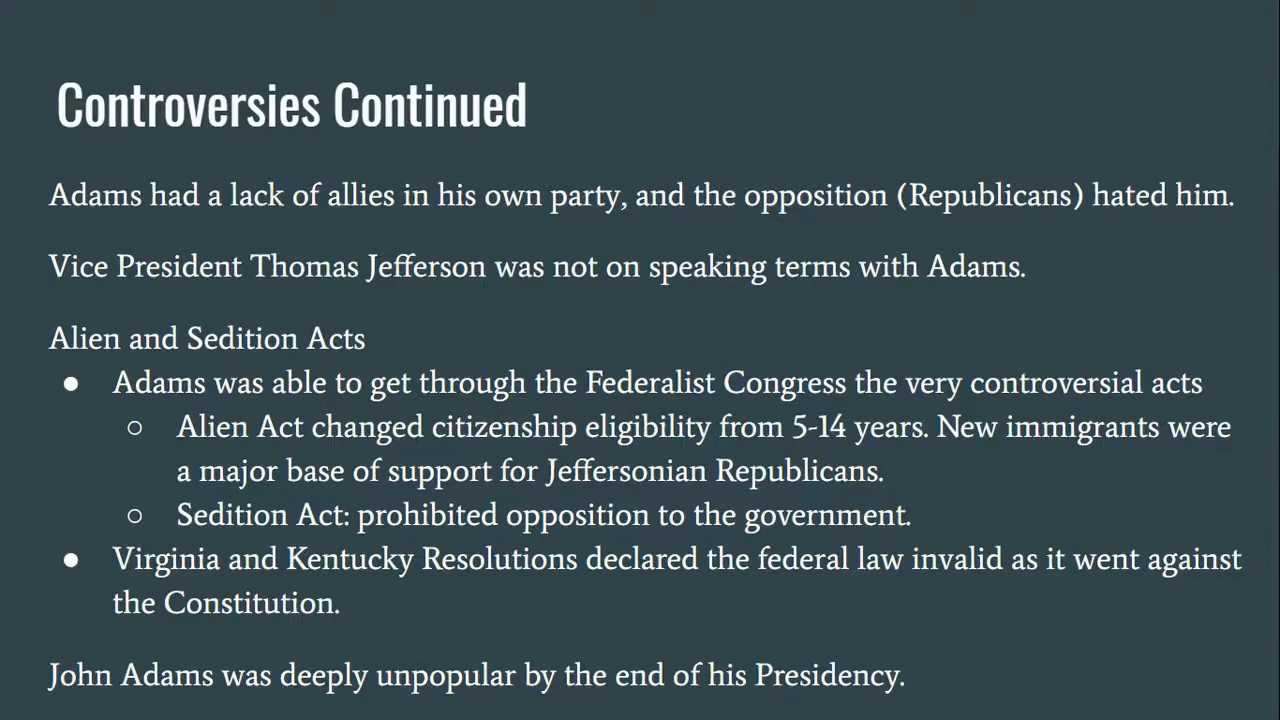 Controversies Continued
Adams had a lack of allies in his own party, and the opposition (Republicans) hated him.
Vice President Thomas Jefferson was not on speaking terms with Adams.
Alien and Sedition Acts
● Adams was able to get through the Federalist Congress the very controversial acts
○ Alien Act changed citizenship eligibility from 5-14 years. New immigrants were
a major base of support for Jeffersonian Republicans.
○ Sedition Act: prohibited opposition to the government.
● Virginia and Kentucky Resolutions declared the federal law invalid as it went against
the Constitution.
John Adams was deeply unpopular by the end of his Presidency.